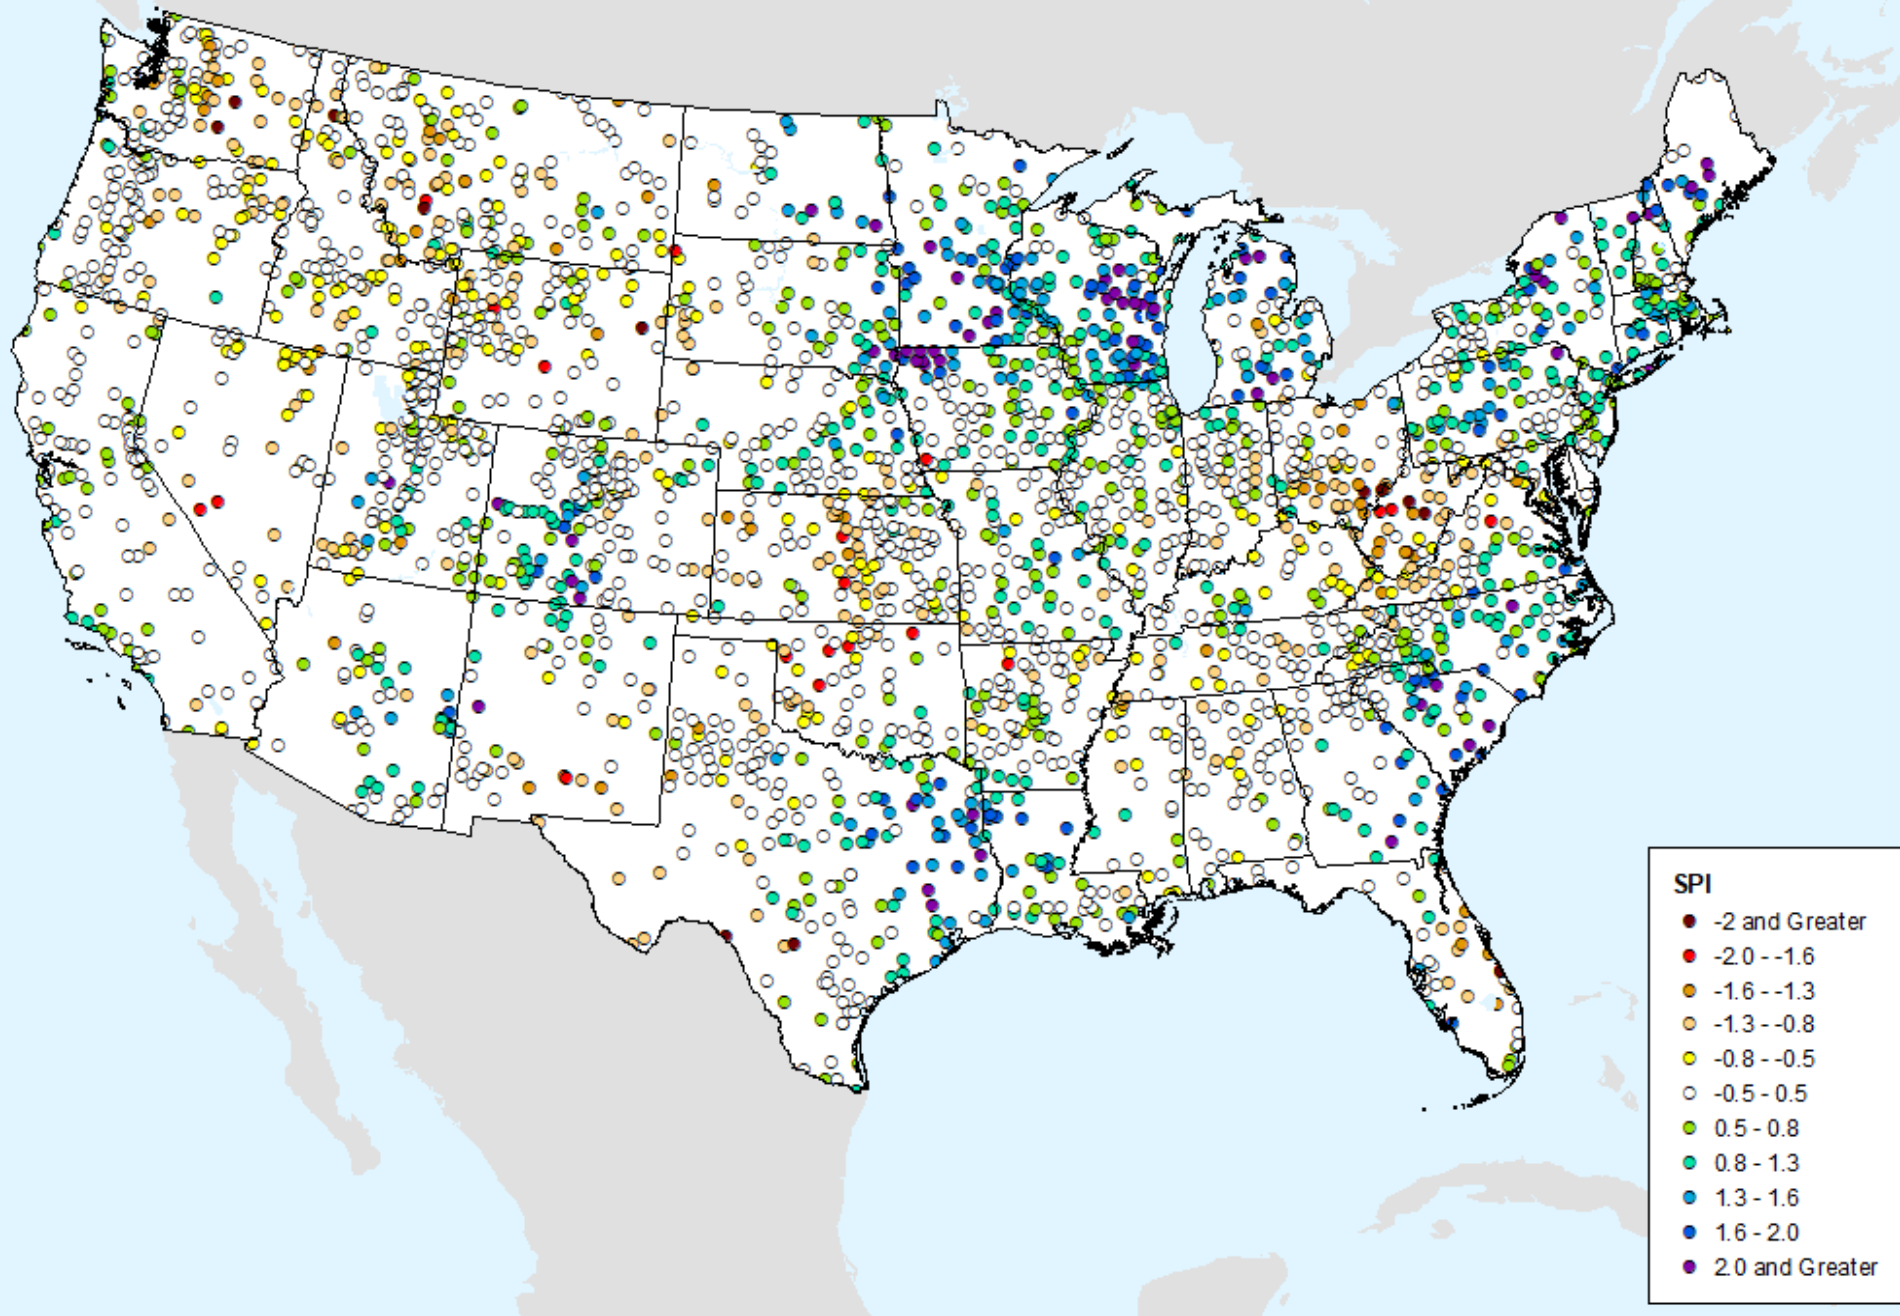 SPI
-2 and Greater
-2.0 - -1.6
-1.6 - -1.3
-1.3 - -0.8
-0.8 - -0.5
-0.5 - 0.5
0.5 - 0.8
0.8 - 1.3
1.3 - 1.6
1.6 - 2.0
2.0 and Greater